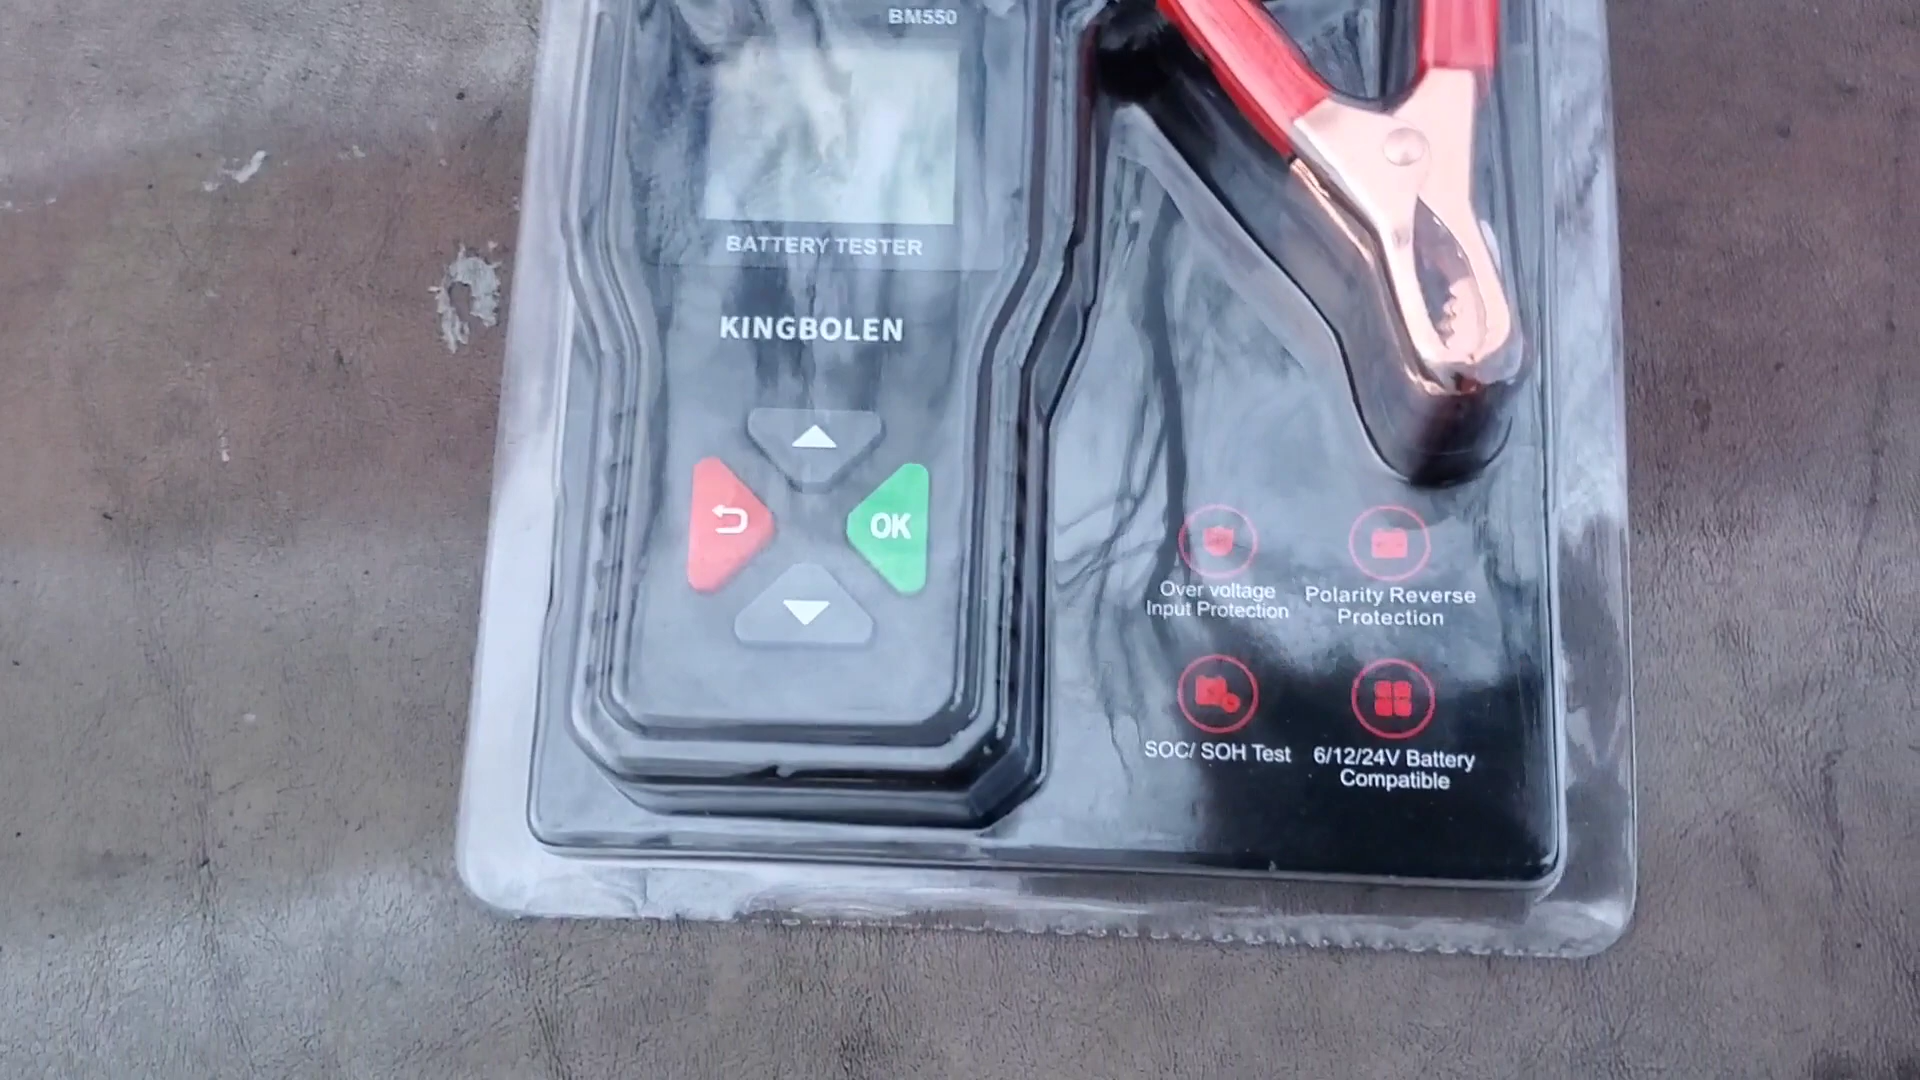 BM550
BATTERY TESTER
KINGBOLEN
OK
Over voltage
Input Protection
Polarity Reverse
Protection
SOC/ SOH Test
6/12/24V Battery
Compatible